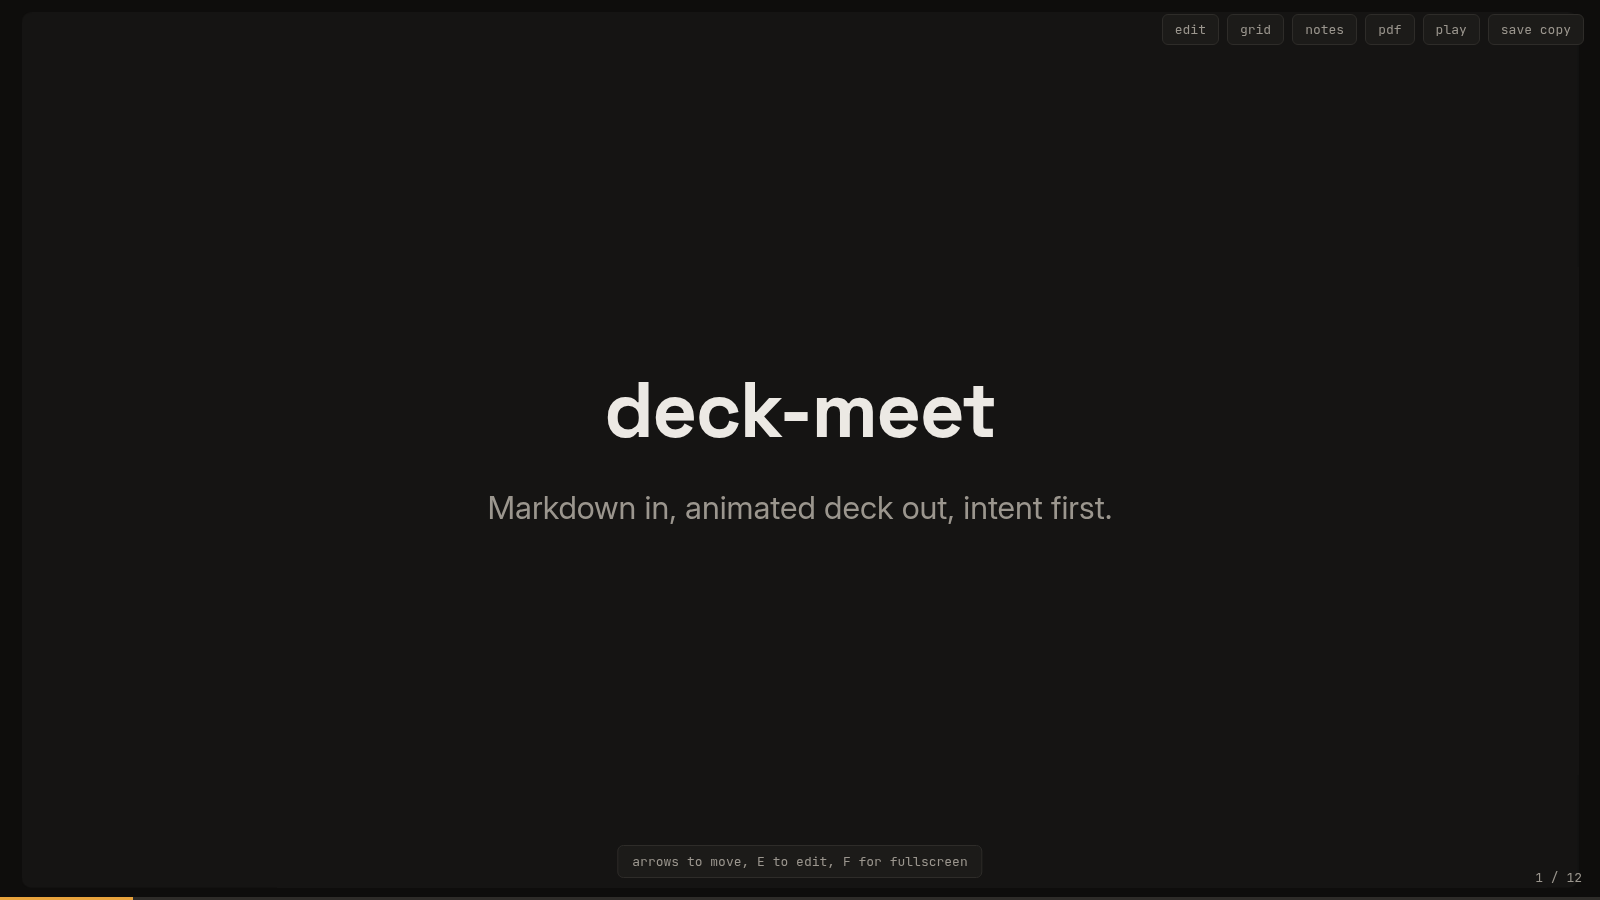 edit grid notes pdf play save copy
deck-meet
Markdown in, animated deck out, intent first.
arrows to move, E to edit, F for fullscreen
1 / 12